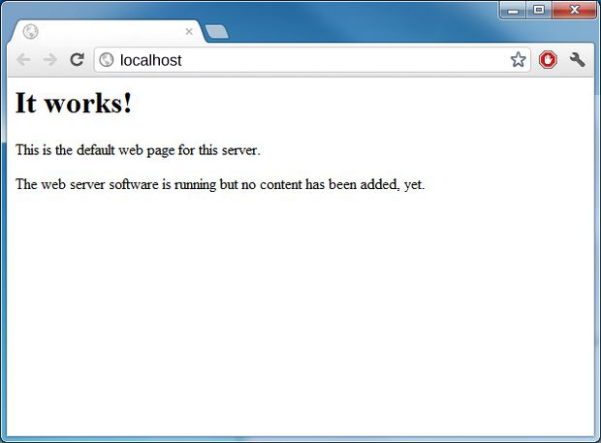 localhost
It works!
This is the default web page for this server.
The web server software is running but no content has been added, yet.